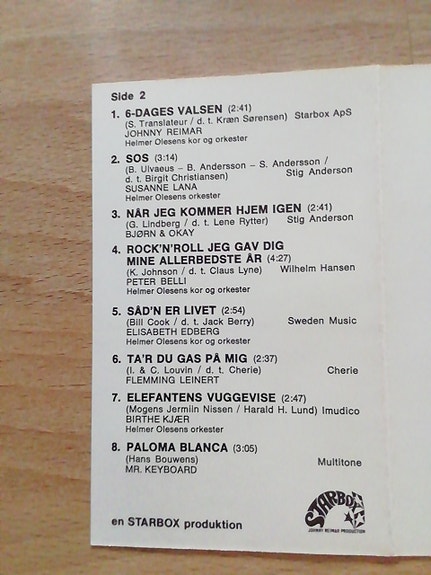 Side 2
1. 6-DAGES VALSEN (2:41)
(S. Translateur / d. t. Kræn Sørensen) Starbox ApS
JOHNNY REIMAR
Helmer Olesens kor og orkester
2. SOS (3:14)
(B. Ulvaeus – B. Andersson – S. Andersson /
d. t. Birgit Christiansen) Stig Anderson
SUSANNE LANA
Helmer Olesens orkester
3. NÅR JEG KOMMER HJEM IGEN (2:41)
(G. Lindberg / d. t. Lene Rytter) Stig Anderson
BJØRN & OKAY
4. ROCK'N'ROLL JEG GAV DIG
MINE ALLERBEDSTE ÅR (4:27)
(K. Johnson / d. t. Claus Lyne) Wilhelm Hansen
PETER BELLI
Helmer Olesens kor og orkester
5. SÅD'N ER LIVET (2:54)
(Bill Cook / d. t. Jack Berry) Sweden Music
ELISABETH EDBERG
Helmer Olesens kor og orkester
6. TA'R DU GAS PÅ MIG (2:37)
(I. & C. Louvin / d. t. Cherie) Cherie
FLEMMING LEINERT
7. ELEFANTENS VUGGEVISE (2:47)
(Mogens Jermiin Nissen / Harald H. Lund) Imudico
BIRTHE KJÆR
Helmer Olesens orkester
8. PALOMA BLANCA (3:05)
(Hans Bouwens) Multitone
MR. KEYBOARD
STARBOX
JOHNNY REIMAR PRODUCTION
en STARBOX produktion